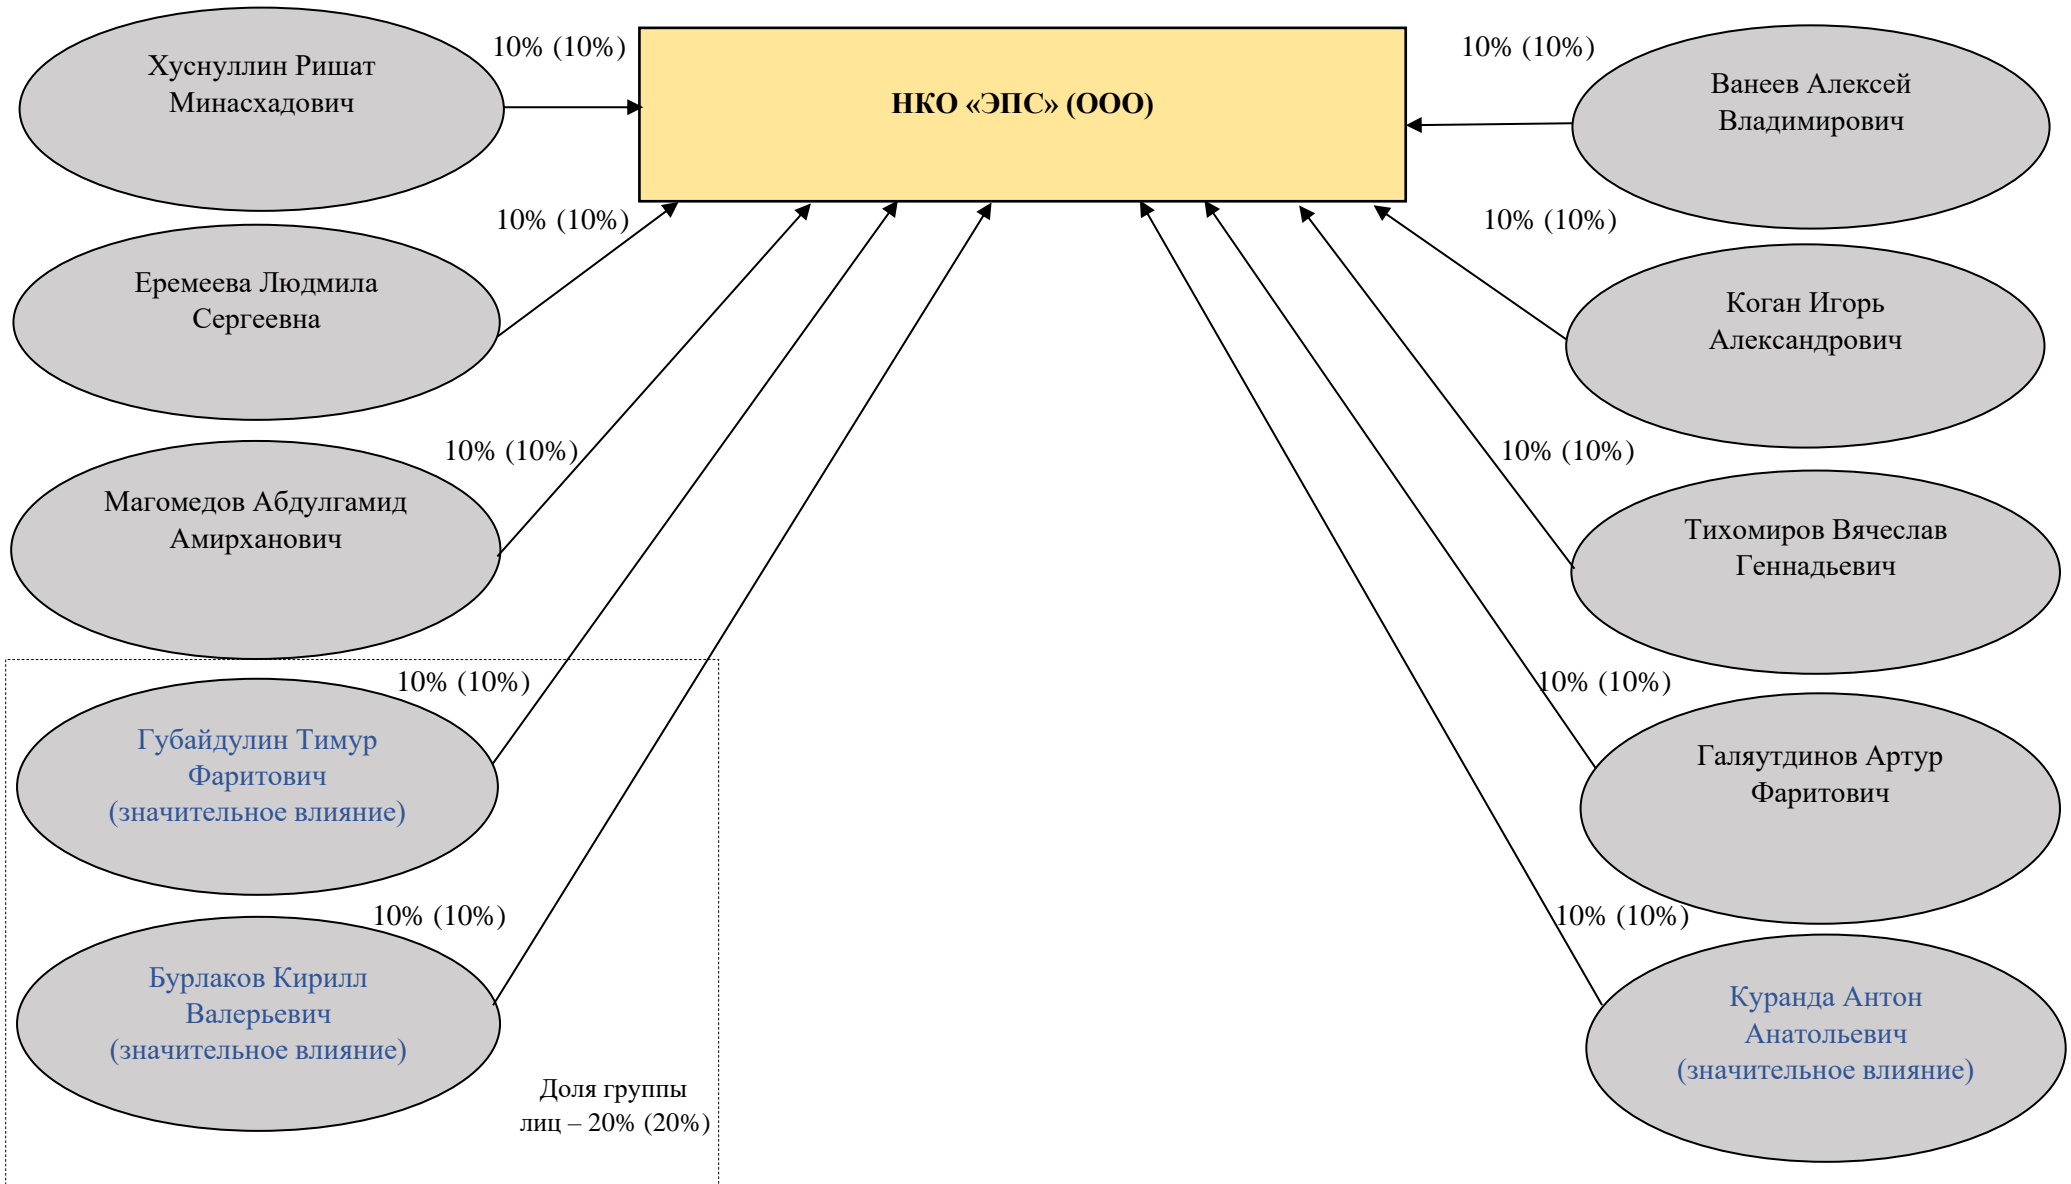 Хуснуллин Ришат
Минасхадович
10% (10%)
НКО «ЭПС» (ООО)
10% (10%)
Ванеев Алексей
Владимирович
10% (10%)
Еремеева Людмила
Сергеевна
10% (10%)
Коган Игорь
Александрович
10% (10%)
Магомедов Абдулгамид
Амирханович
10% (10%)
Тихомиров Вячеслав
Геннадьевич
10% (10%)
Губайдулин Тимур
Фаритович
(значительное влияние)
10% (10%)
Галяутдинов Артур
Фаритович
10% (10%)
Бурлаков Кирилл
Валерьевич
(значительное влияние)
Доля группы
лиц – 20% (20%)
10% (10%)
Куранда Антон
Анатольевич
(значительное влияние)